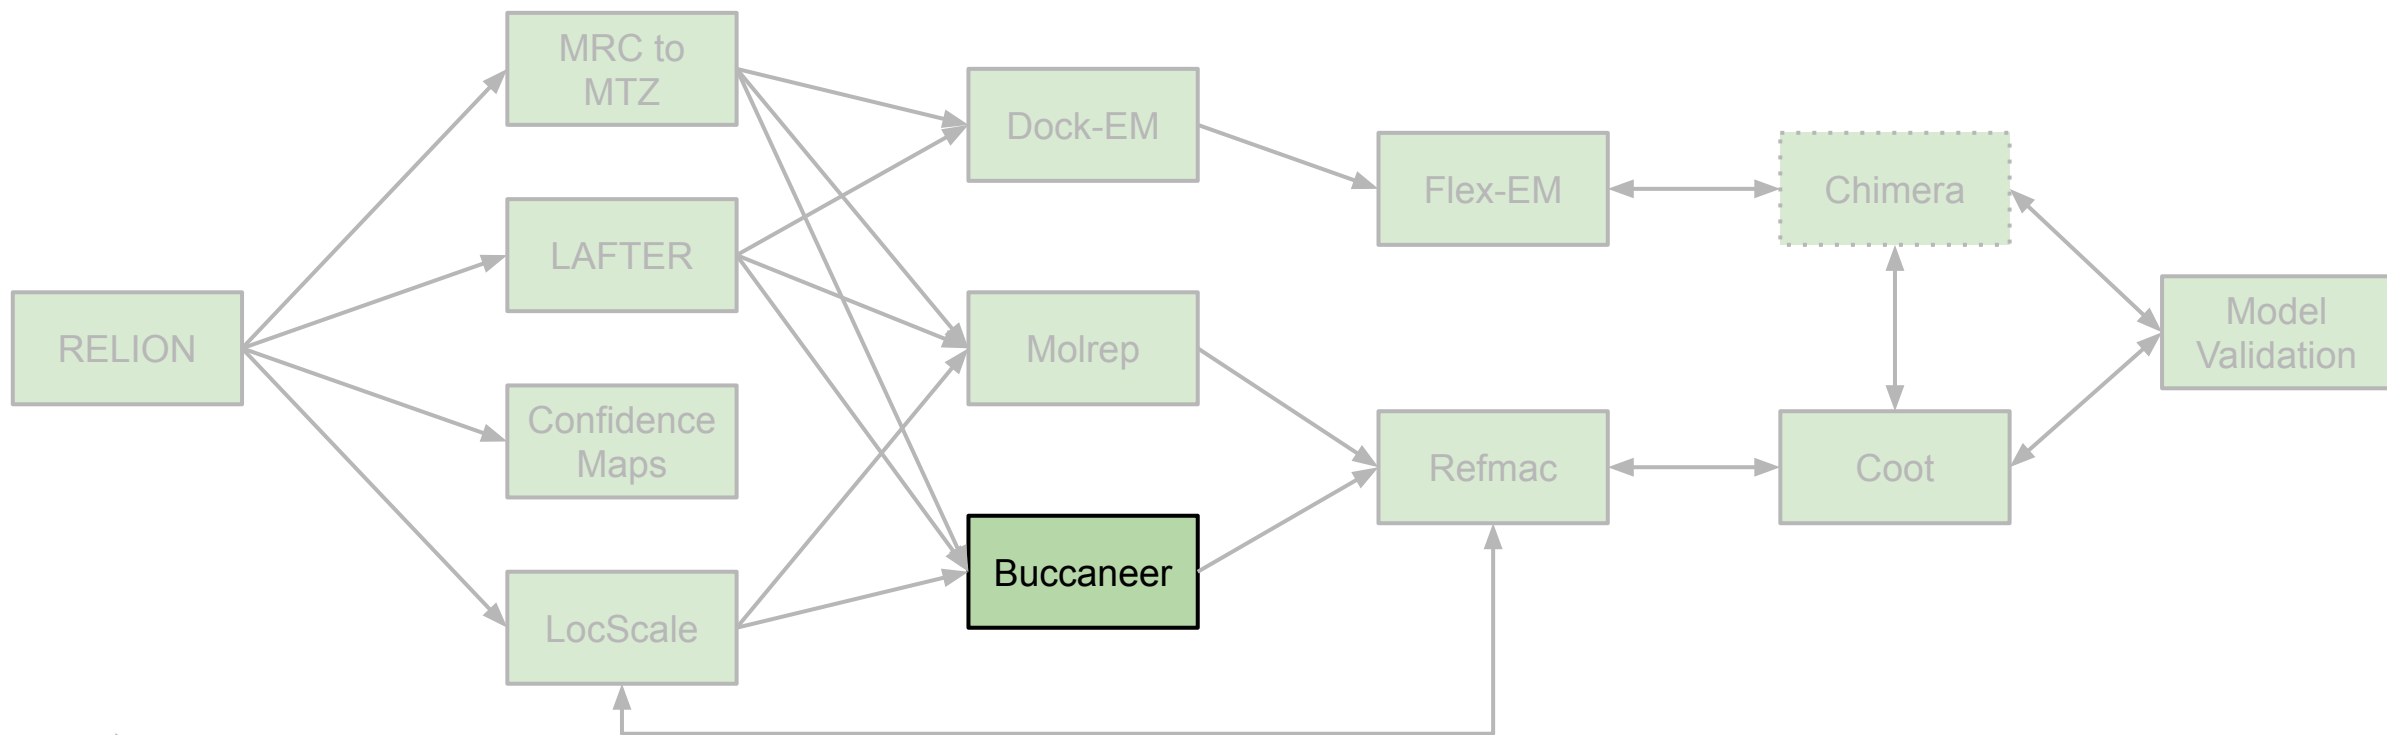 MRC to
MTZ
Dock-EM
Flex-EM
Chimera
LAFTER
RELION
Molrep
Model
Validation
Confidence
Maps
Refmac
Coot
Buccaneer
LocScale